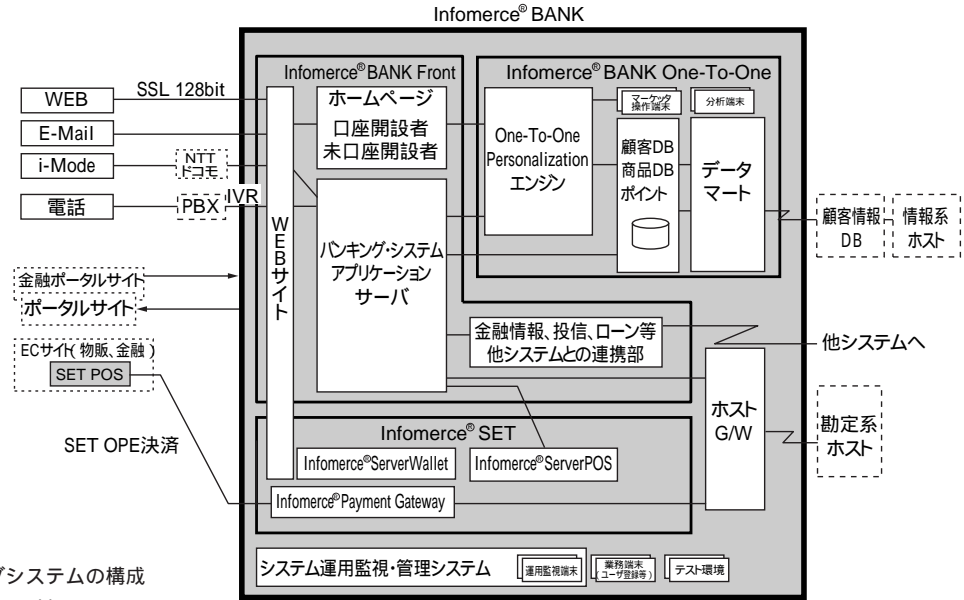 Infomerce® BANK
Infomerce® BANK Front
Infomerce® BANK One-To-One
WEB
SSL 128bit
E-Mail
i-Mode
NTT
ドコモ
電話
PBX
IVR
金融ポータルサイト
ポータルサイト
ECサイト(物販、金融)
SET POS
SET OPE決済
WEBサイト
ホームページ
口座開設者
未口座開設者
バンキング・システム
アプリケーション
サーバ
One-To-One
Personalization
エンジン
マーケッタ
操作端末
分析端末
顧客DB
商品DB
ポイント
データ
マート
顧客情報
DB
情報系
ホスト
金融情報、投信、ローン等
他システムとの連携部
他システムへ
ホスト
G/W
勘定系
ホスト
Infomerce® SET
Infomerce®ServerWallet
Infomerce®ServerPOS
Infomerce®Payment Gateway
システム運用監視・管理システム
運用監視端末
業務端末
(ユーザ登録等)
テスト環境
グシステムの構成